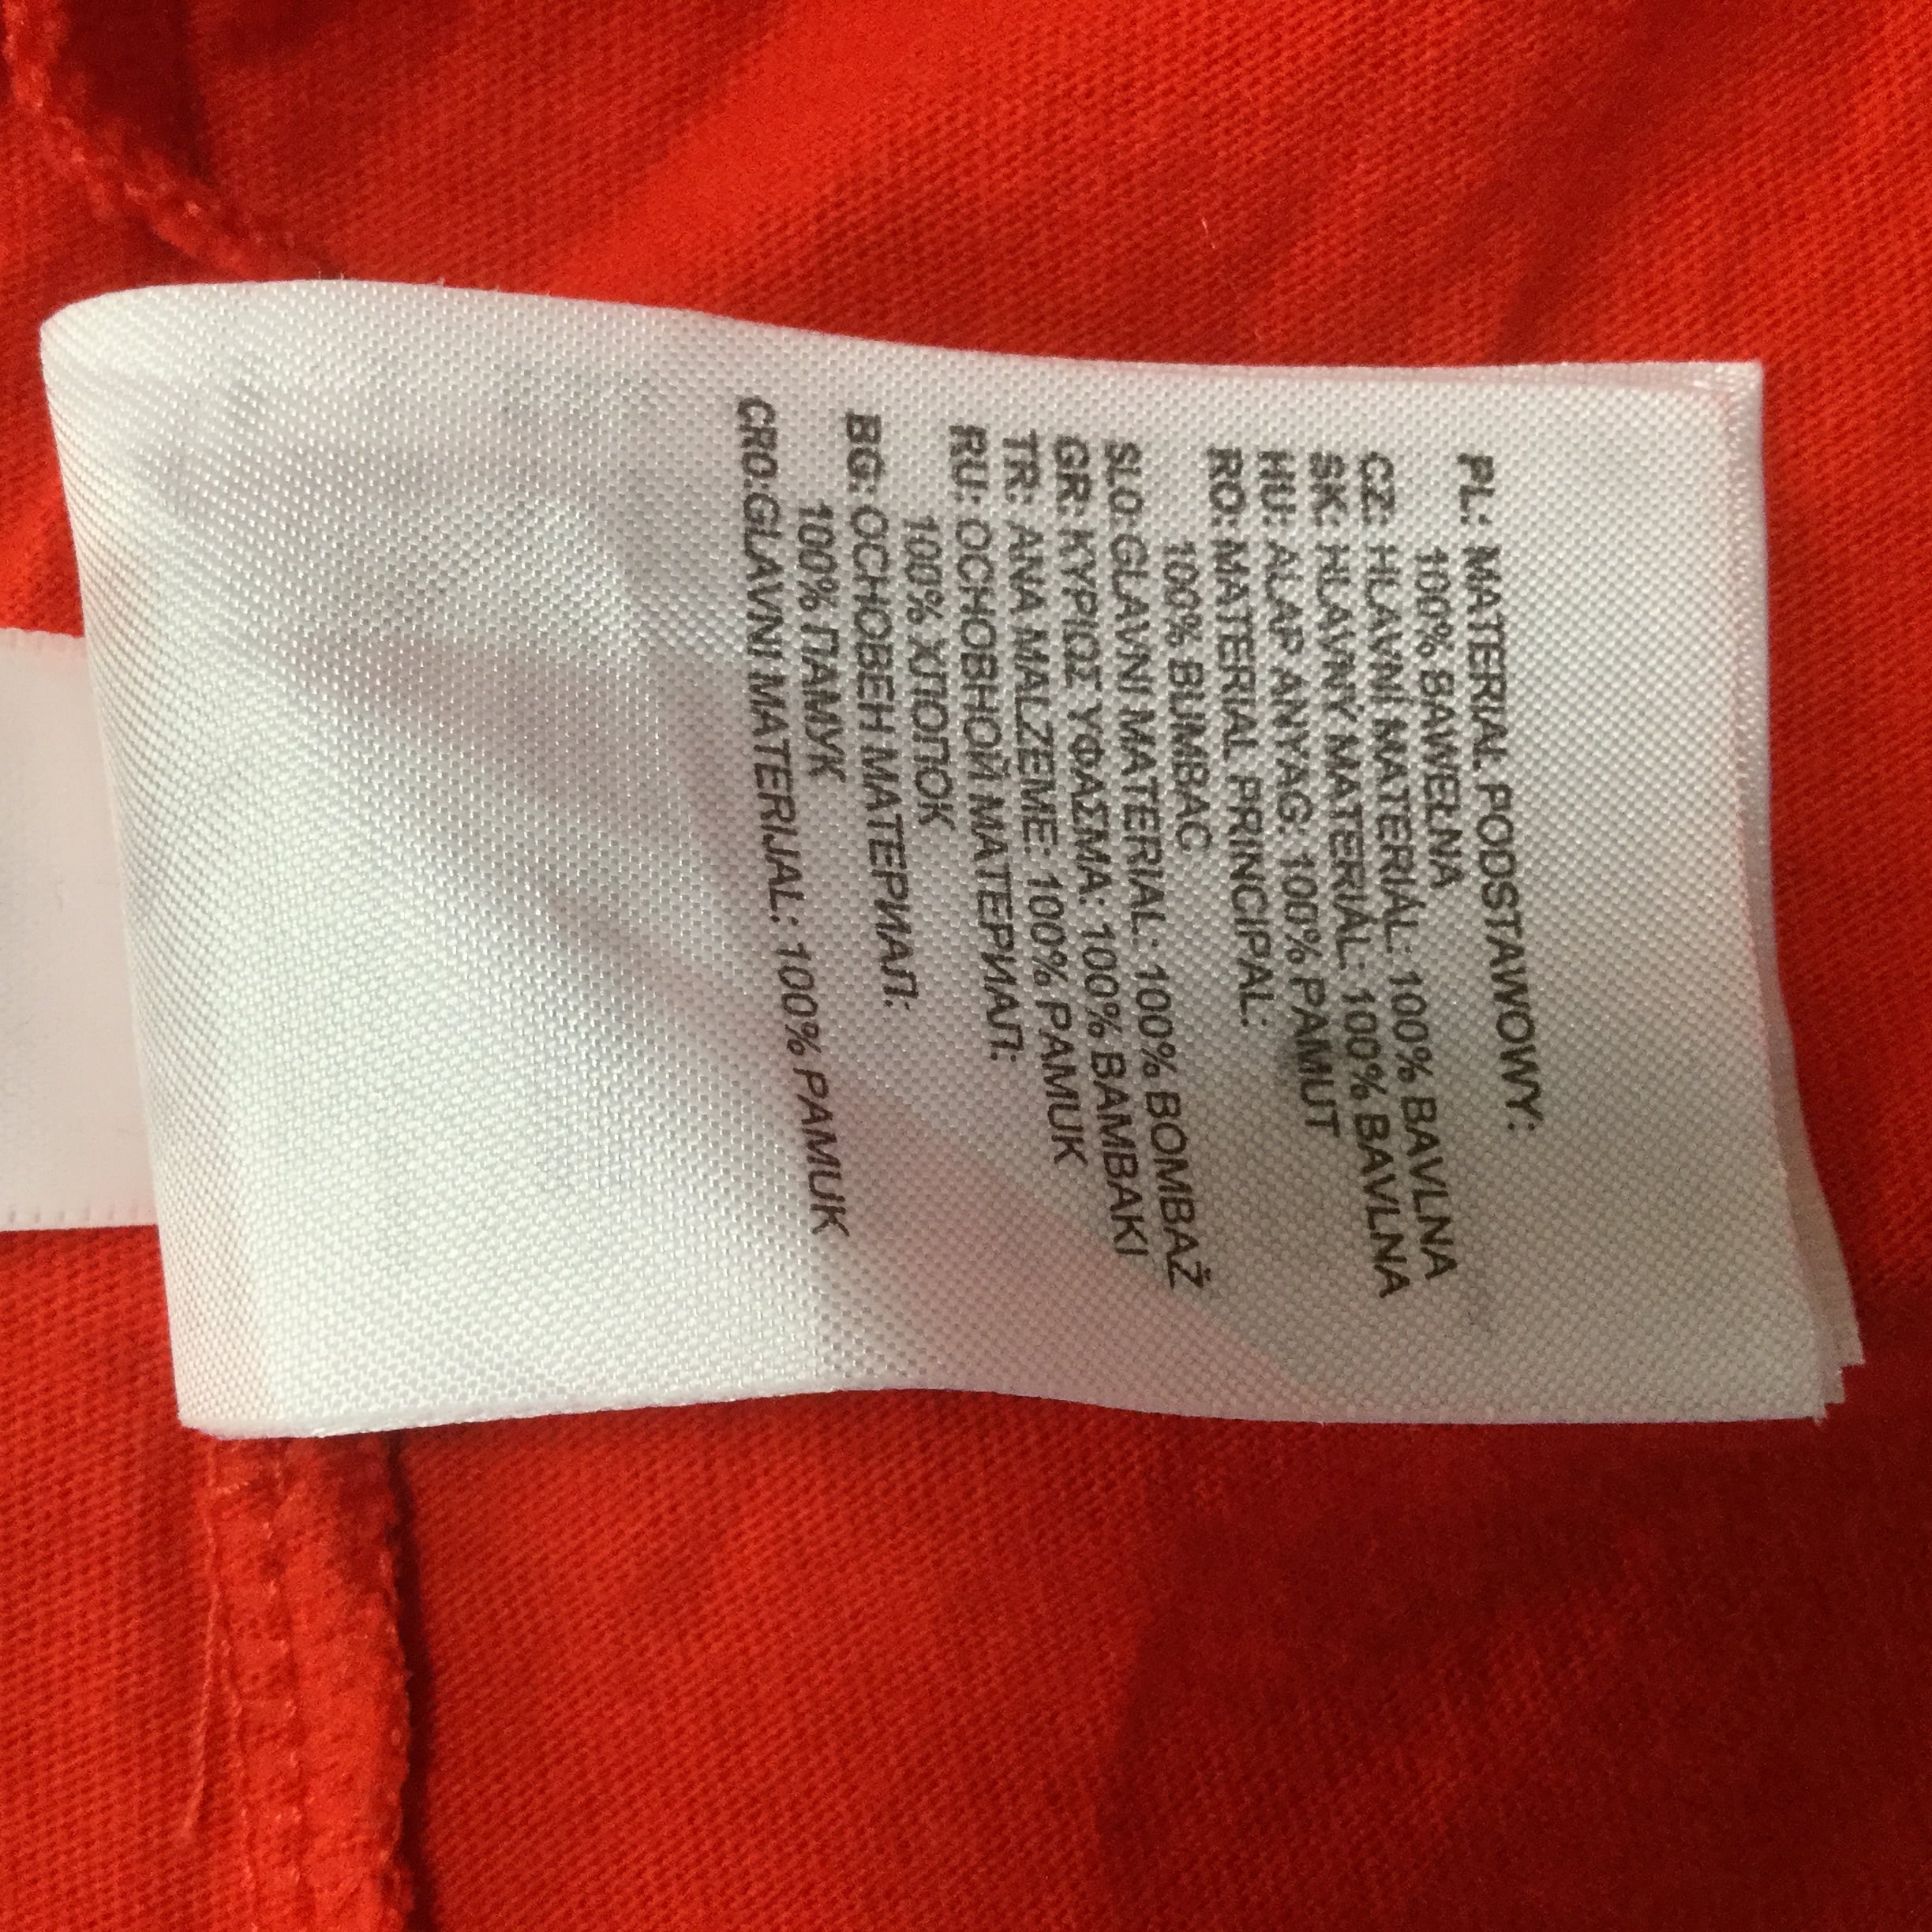 PL: MATERIAŁ PODSTAWOWY:
100% BAWEŁNA
CZ: HLAVNÍ MATERIÁL: 100% BAVLNA
SK: HLAVNÝ MATERIÁL: 100% BAVLNA
HU: ALAP ANYAG: 100% PAMUT
RO: MATERIAL PRINCIPAL:
100% BUMBAC
SLO:GLAVNI MATERIAL: 100% BOMBAŽ
GR: ΚΥΡΙΩΣ ΥΦΑΣΜΑ: 100% BAMBAKI
TR: ANA MALZEME: 100% PAMUK
RU: ОСНОВНОЙ МАТЕРИАЛ:
100% ХЛОПОК
BG: ОСНОВЕН МАТЕРИАЛ:
100% ПАМУК
CRO:GLAVNI MATERIJAL: 100% PAMUK